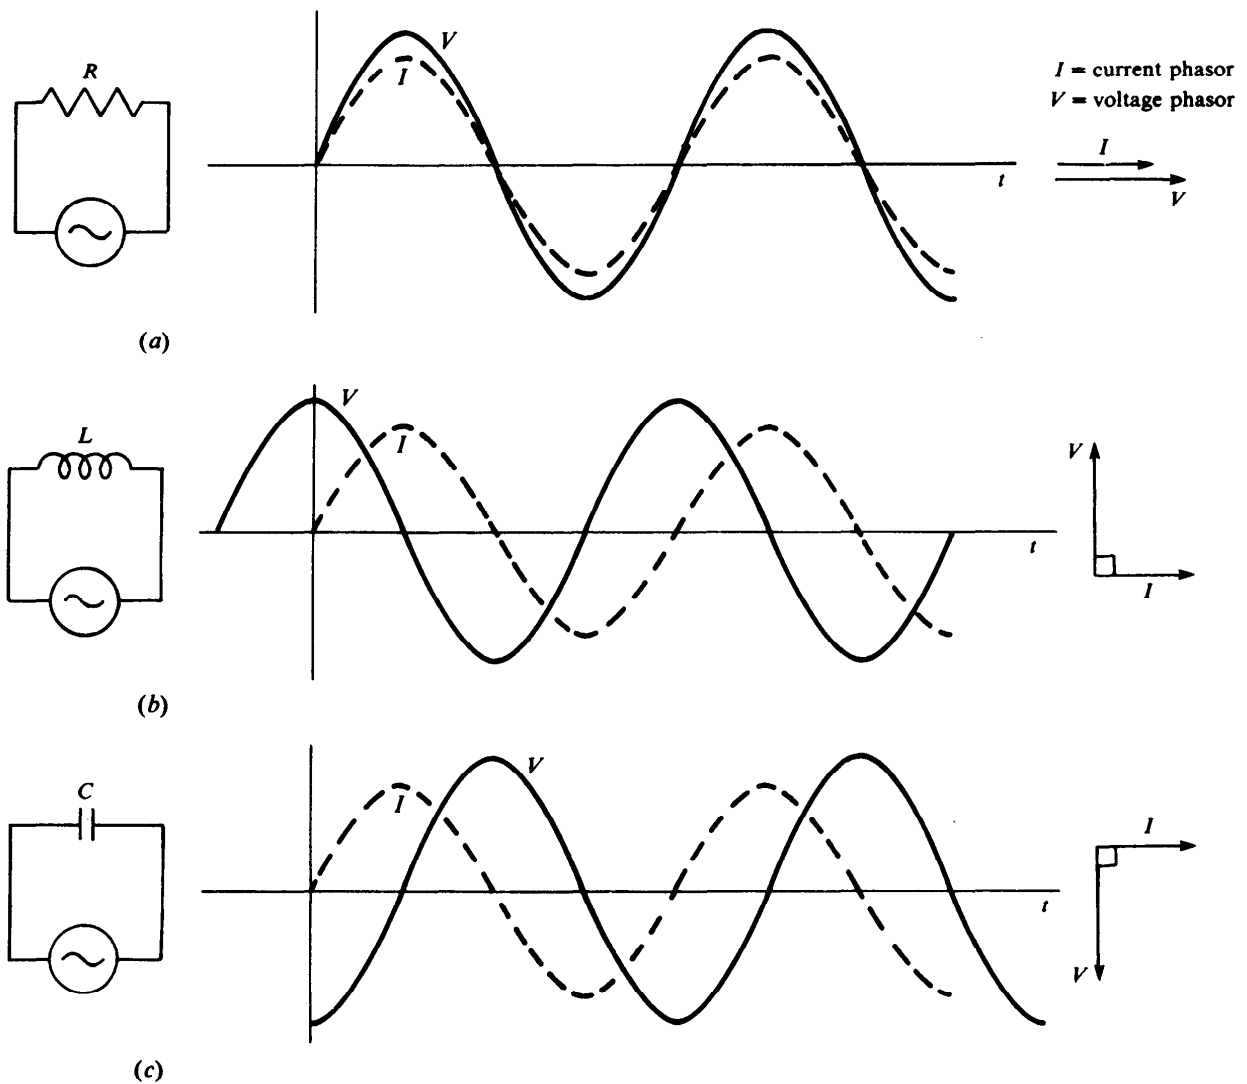 R
V
I
I = current phasor
V = voltage phasor
I
t
V
(a)
L
V
I
t
V
I
(b)
C
I
V
t
I
V
(c)